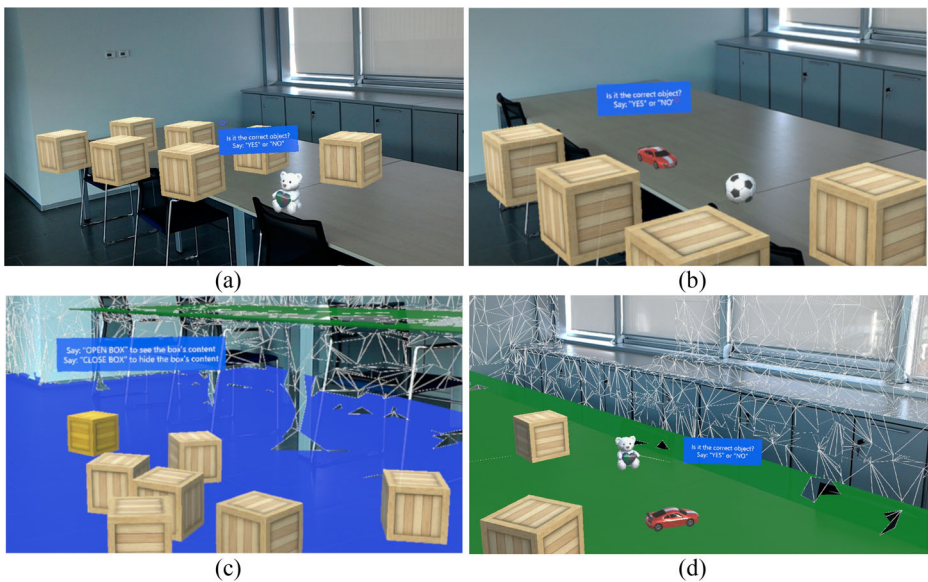 Is it the correct object?
Say: "YES" or "NO"
Is it the correct object?
Say: "YES" or "NO"
(a)
(b)
Say: "OPEN BOX" to see the box's content
Say: "CLOSE BOX" to hide the box's content
Is it the correct object?
Say: "YES" or "NO"
(c)
(d)